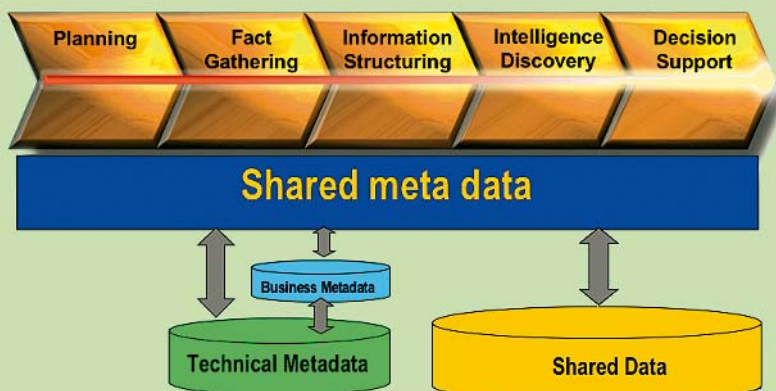 Planning
Fact
Gathering
Information
Structuring
Intelligence
Discovery
Decision
Support
Shared meta data
Business Metadata
Technical Metadata
Shared Data